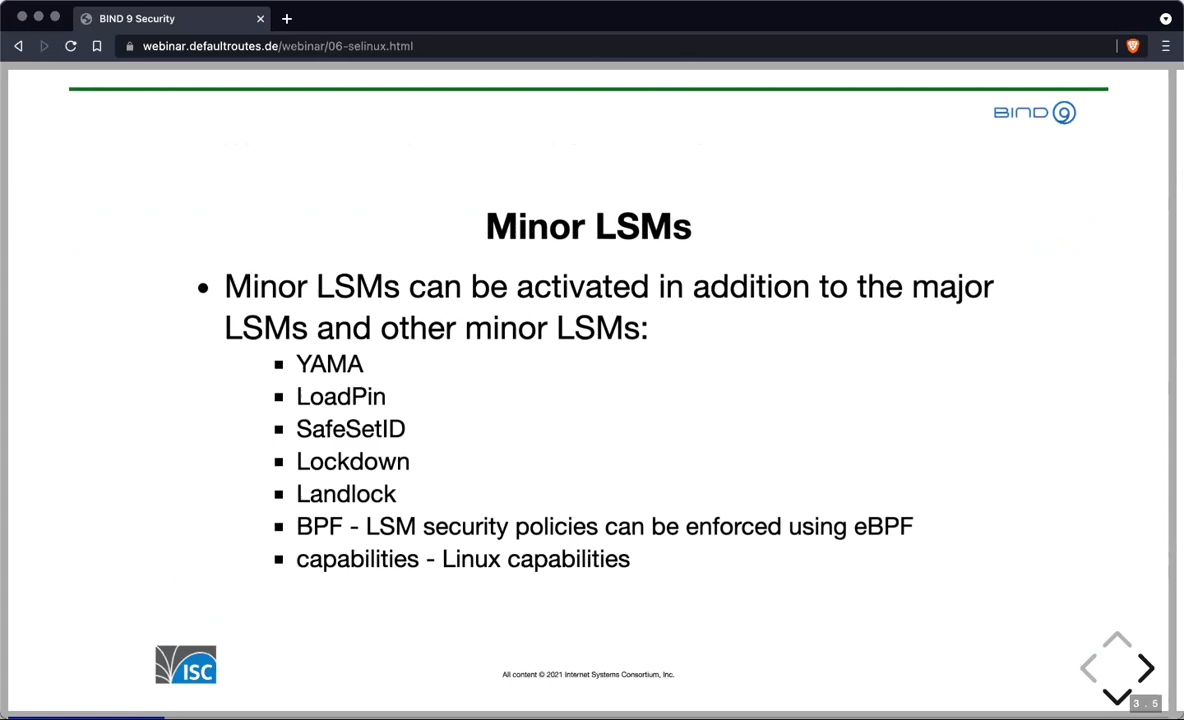 BIND 9 Security
webinar.defaultroutes.de/webinar/06-selinux.html
BIND 9
Minor LSMs
Minor LSMs can be activated in addition to the major
LSMs and other minor LSMs:
YAMA
LoadPin
SafeSetID
Lockdown
Landlock
BPF - LSM security policies can be enforced using eBPF
capabilities - Linux capabilities
ISC
All content © 2021 Internet Systems Consortium, Inc.
3 . 5